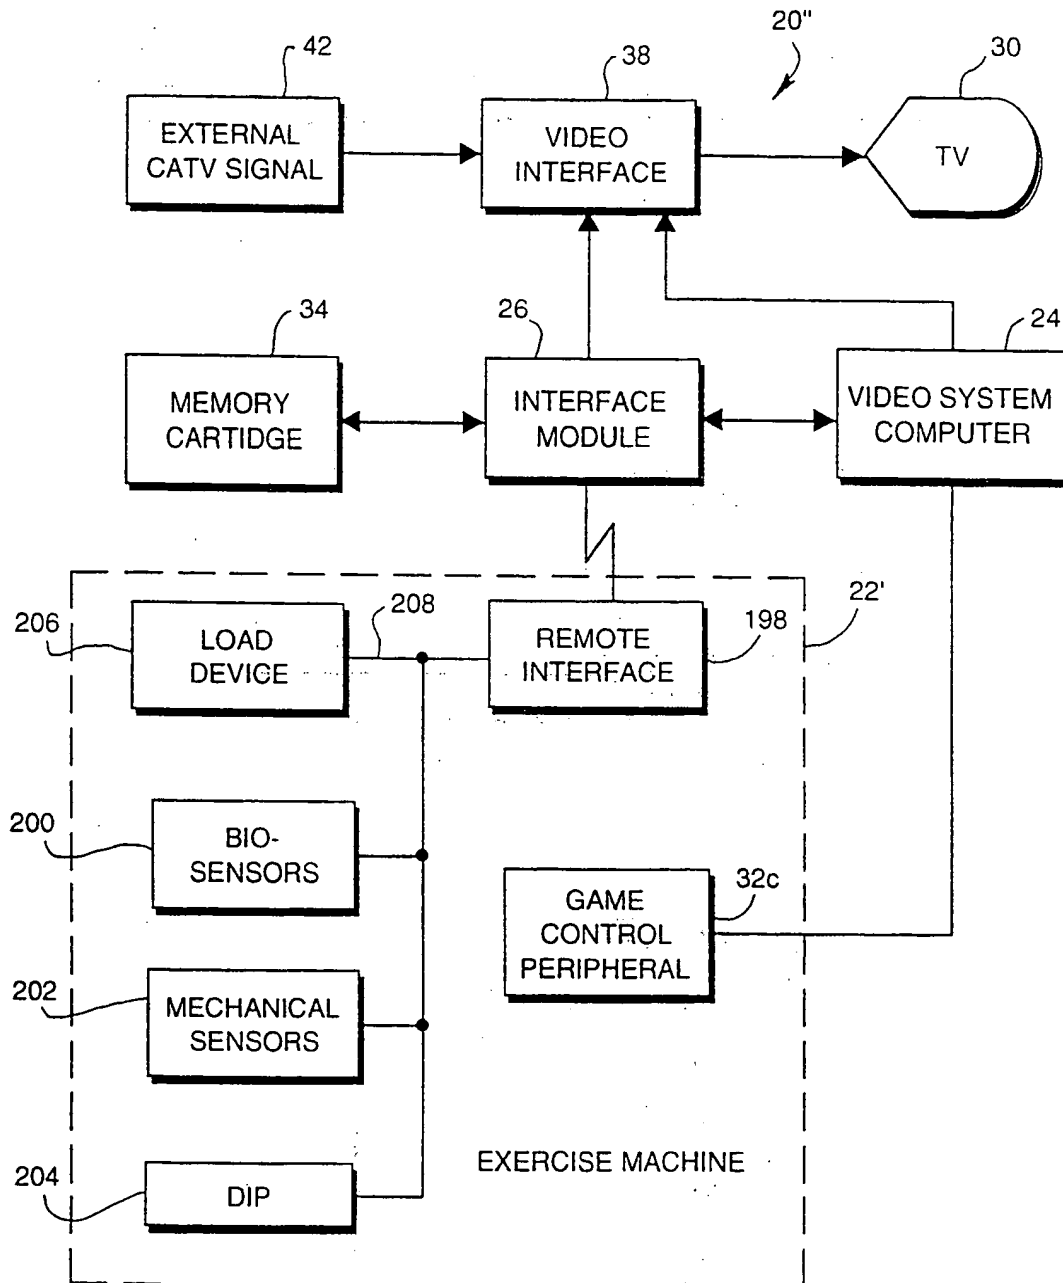 20"
42
38
30
EXTERNAL
CATV SIGNAL
VIDEO
INTERFACE
TV
34
26
24
MEMORY
CARTIDGE
INTERFACE
MODULE
VIDEO SYSTEM
COMPUTER
206
LOAD
DEVICE
208
REMOTE
INTERFACE
198
22'
200
BIO-
SENSORS
GAME
CONTROL
PERIPHERAL
32c
202
MECHANICAL
SENSORS
204
DIP
EXERCISE MACHINE